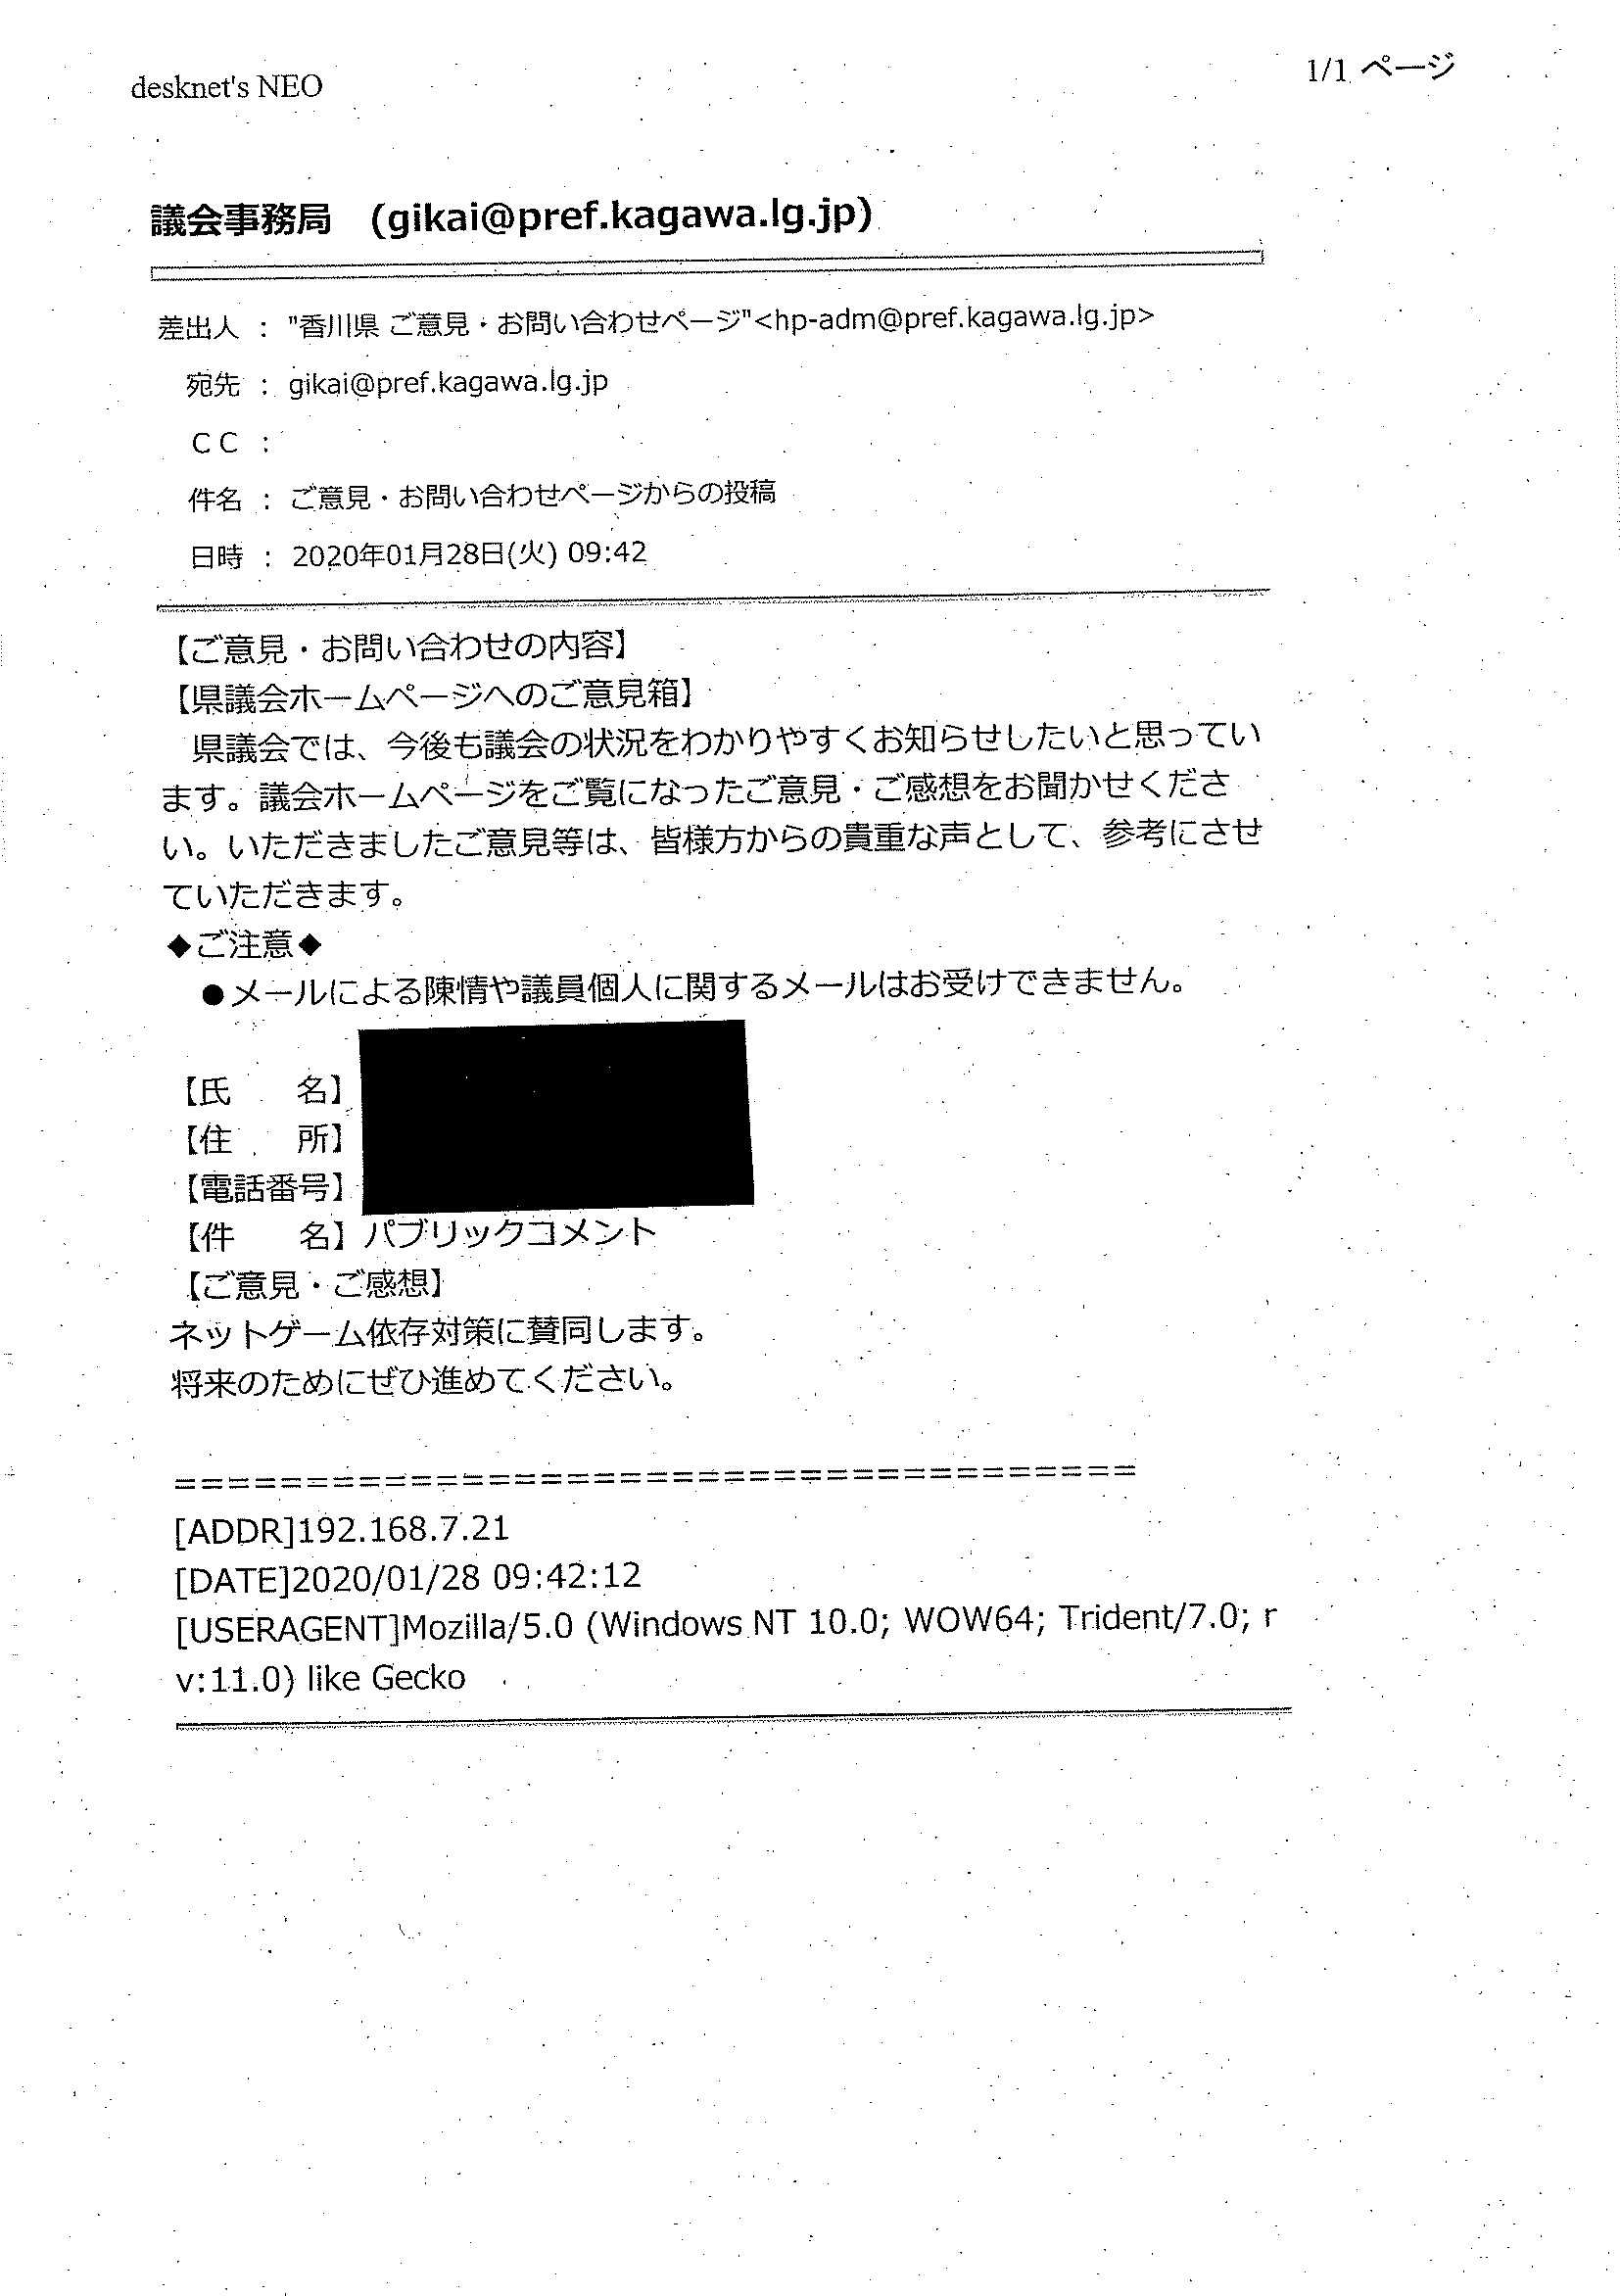 desknet's NEO
1/1 ページ
議会事務局　(gikai@pref.kagawa.lg.jp)
差出人 : "香川県 ご意見・お問い合わせページ"<hp-adm@pref.kagawa.lg.jp>
宛先 : gikai@pref.kagawa.lg.jp
ＣＣ :
件名 : ご意見・お問い合わせページからの投稿
日時 : 2020年01月28日(火) 09:42
【ご意見・お問い合わせの内容】
【県議会ホームページへのご意見箱】
県議会では、今後も議会の状況をわかりやすくお知らせしたいと思ってい
ます。議会ホームページをご覧になったご意見・ご感想をお聞かせくださ
い。いただきましたご意見等は、皆様方からの貴重な声として、参考にさせ
ていただきます。
◆ご注意◆
●メールによる陳情や議員個人に関するメールはお受けできません。
【氏　　名】
【住　　所】
【電話番号】
【件　　名】パブリックコメント
【ご意見・ご感想】
ネットゲーム依存対策に賛同します。
将来のためにぜひ進めてください。
=====================================
[ADDR]192.168.7.21
[DATE]2020/01/28 09:42:12
[USERAGENT]Mozilla/5.0 (Windows NT 10.0; WOW64; Trident/7.0; r
v:11.0) like Gecko